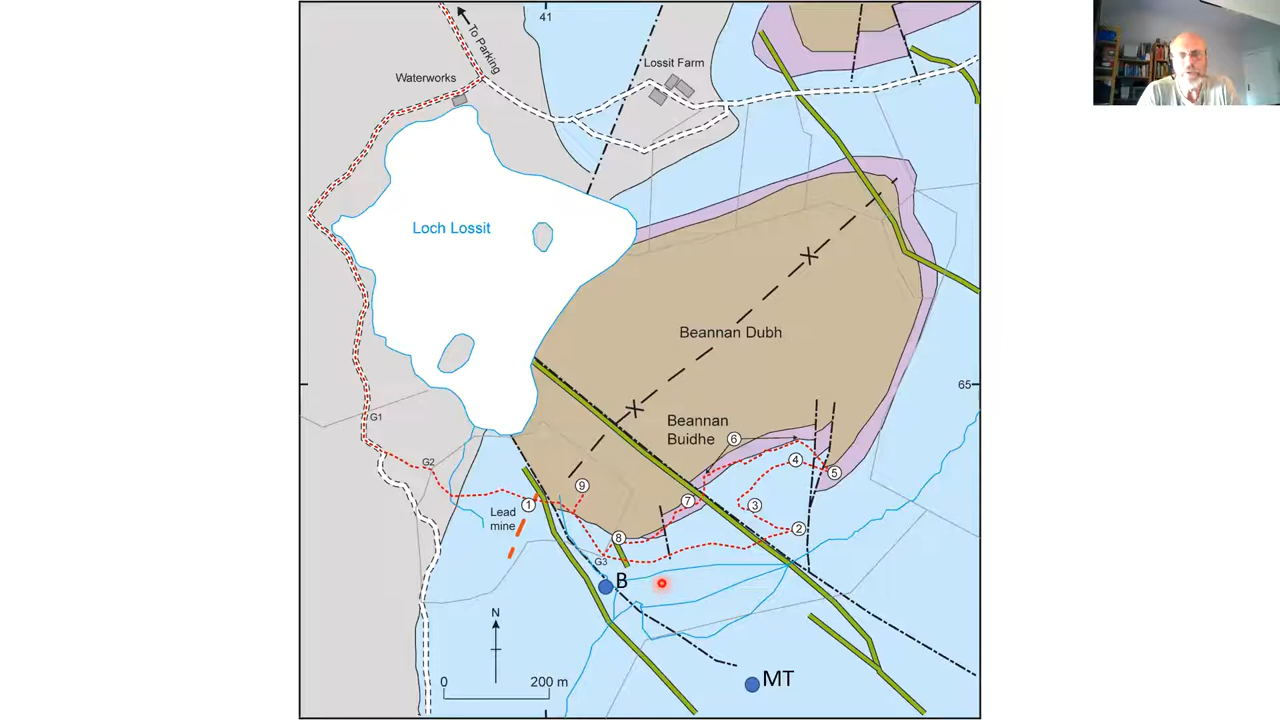 41
To Parking
Waterworks
Lossit Farm
Loch Lossit
Beannan Dubh
65
Beannan
Buidhe
G1
G2
6
4
5
9
7
3
1
Lead
mine
2
8
G3
B
N
0
200 m
MT